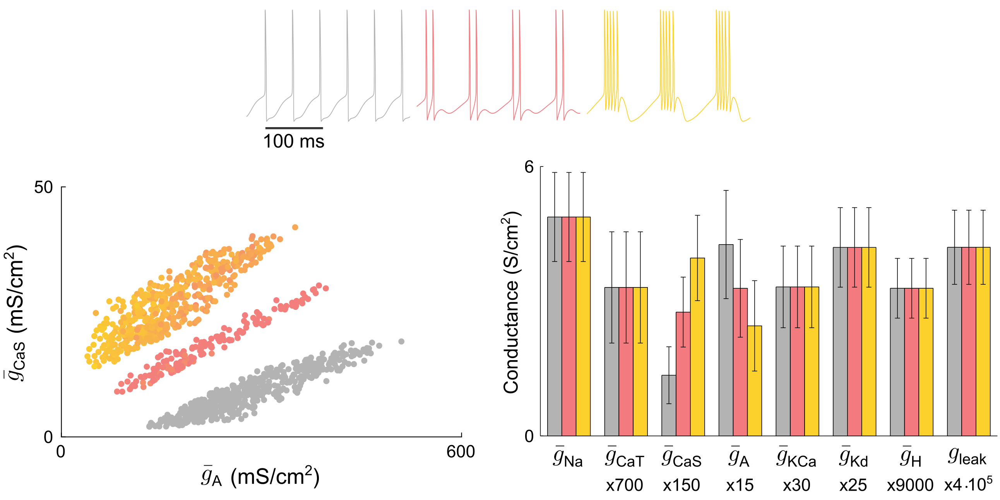 100 ms
50
0
0
600
ḡCaS (mS/cm²)
ḡA (mS/cm²)
6
0
Conductance (S/cm²)
ḡNa ḡCaT ḡCaS ḡA ḡKCa ḡKd ḡH gleak
x700 x150 x15 x30 x25 x9000 x4·10⁵